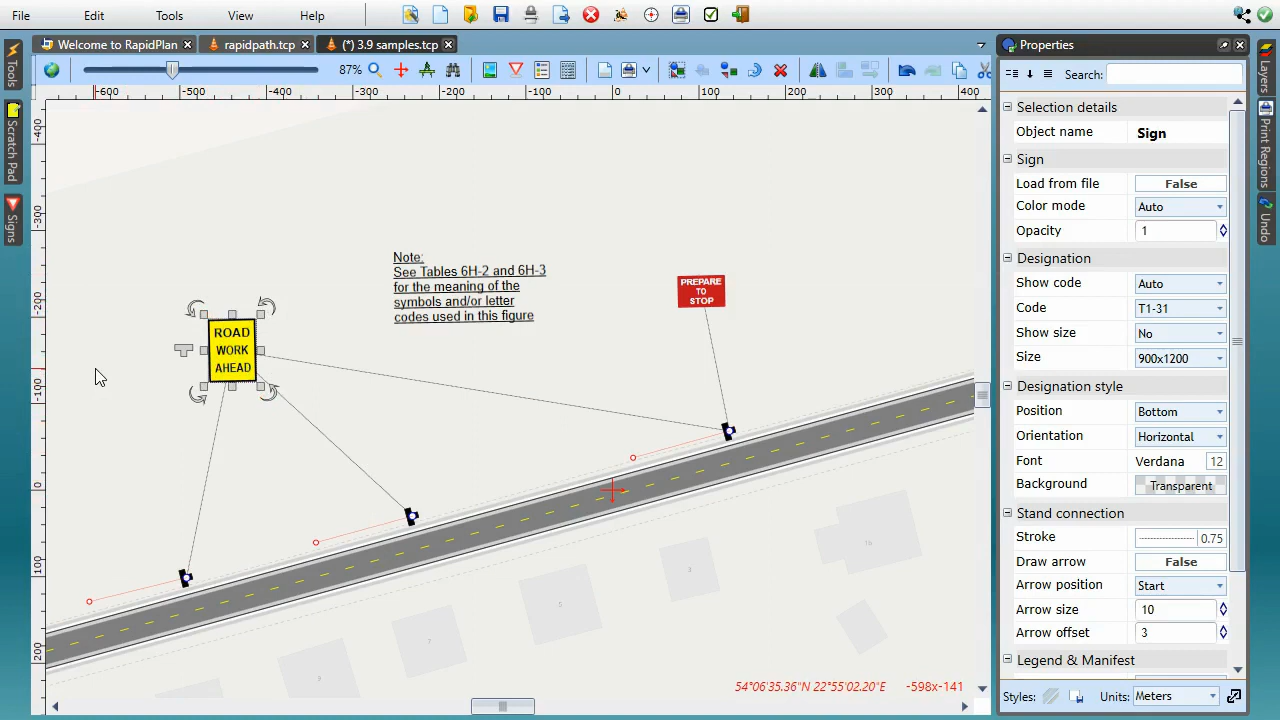 File Edit Tools View Help
Welcome to RapidPlan rapidpath.tcp (*) 3.9 samples.tcp
87%
-600 -500 -400 -300 -200 -100 0 100 200 300 400
-400
-300
-200
-100
0
100
200
Tools
Scratch Pad
Signs
Note:
See Tables 6H-2 and 6H-3
for the meaning of the
symbols and/or letter
codes used in this figure
PREPARE
TO
STOP
ROAD
WORK
AHEAD
3
5
7
3
54°06'35.36"N 22°55'02.20"E -598x-141
Properties
Search:
Selection details
Object name Sign
Sign
Load from file False
Color mode Auto
Opacity 1
Designation
Show code Auto
Code T1-31
Show size No
Size 900x1200
Designation style
Position Bottom
Orientation Horizontal
Font Verdana 12
Background Transparent
Stand connection
Stroke 0.75
Draw arrow False
Arrow position Start
Arrow size 10
Arrow offset 3
Legend & Manifest
Styles: Units: Meters
Layers
Print Regions
Undo